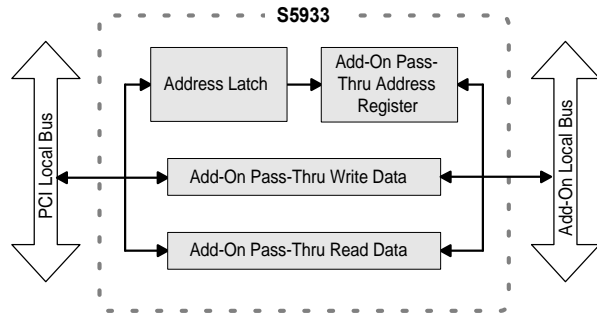 S5933
Address Latch
Add-On Pass-
Thru Address
Register
PCI Local Bus
Add-On Pass-Thru Write Data
Add-On Local Bus
Add-On Pass-Thru Read Data